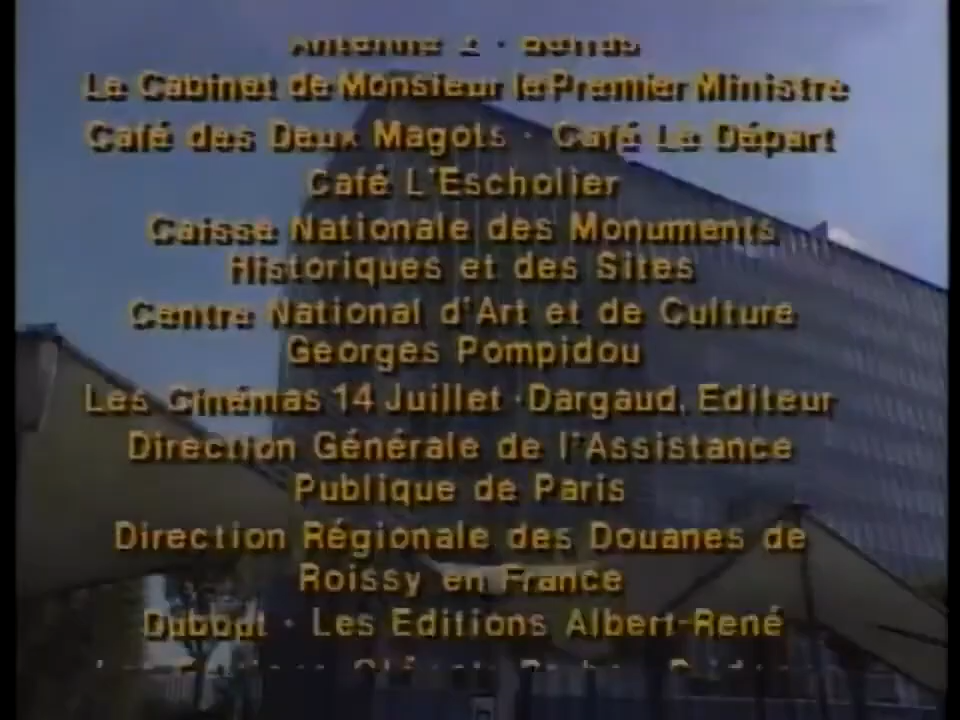 Antenne 2 ·
Le Cabinet de Monsieur le Premier Ministre
Café des Deux Magots · Café Le Départ
Café L'Escholier
Caisse Nationale des Monuments
Historiques et des Sites
Centre National d'Art et de Culture
Georges Pompidou
Les Cinémas 14 Juillet · Dargaud, Editeur
Direction Générale de l'Assistance
Publique de Paris
Direction Régionale des Douanes de
Roissy en France
Dubout · Les Editions Albert-René